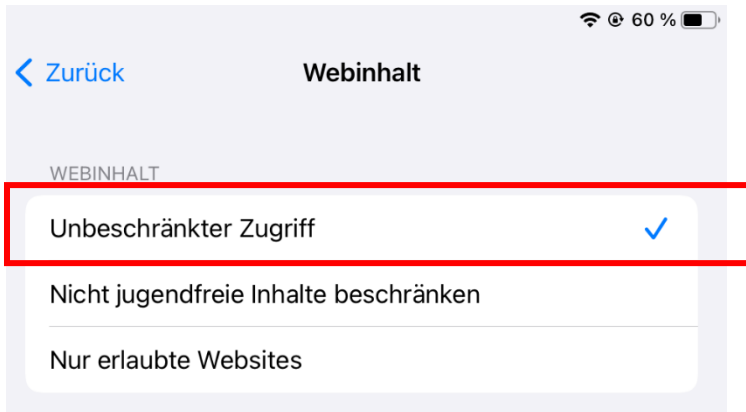 60 %
Zurück
Webinhalt
WEBINHALT
Unbeschränkter Zugriff
Nicht jugendfreie Inhalte beschränken
Nur erlaubte Websites